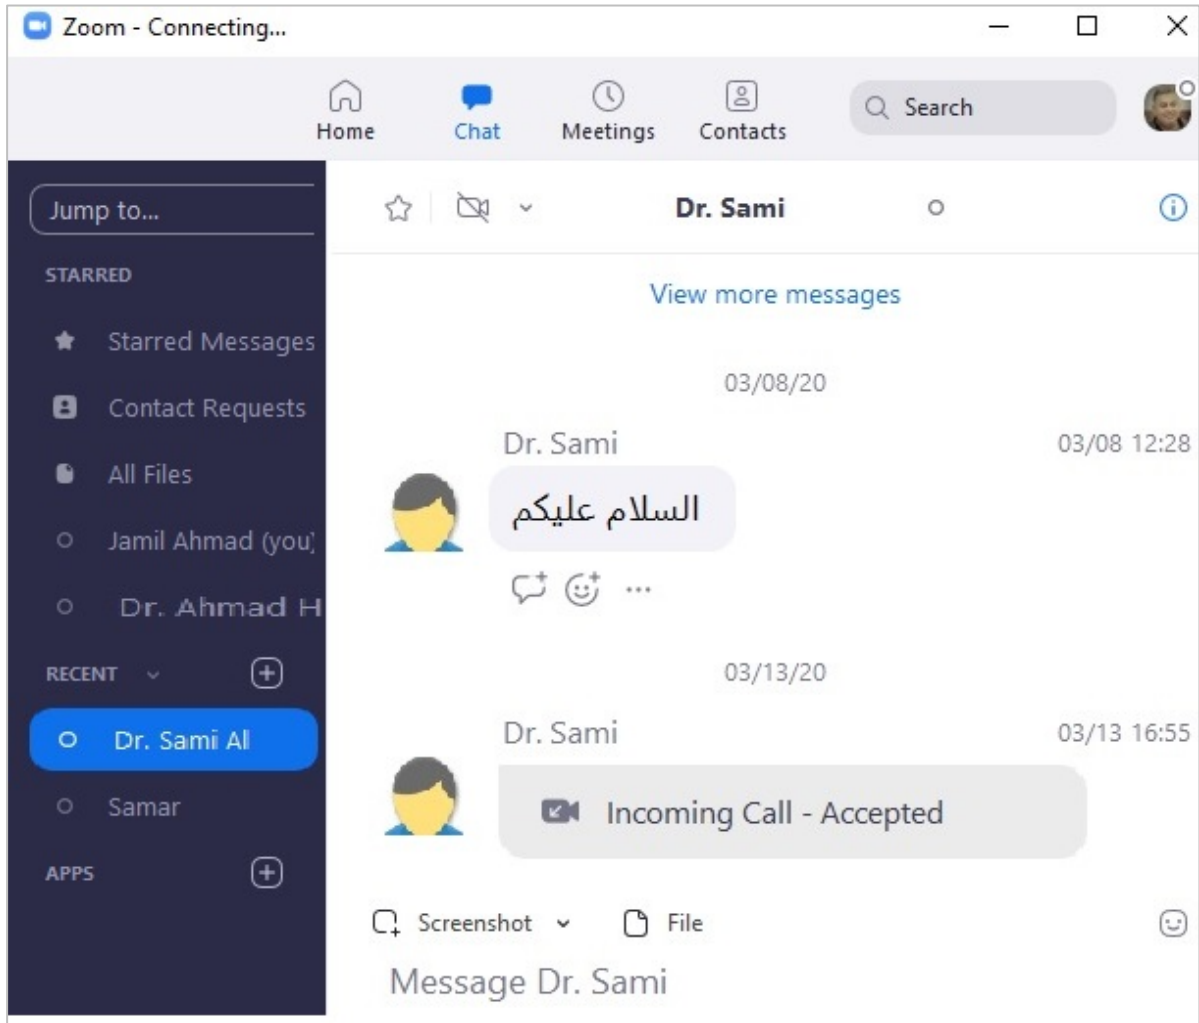 Zoom - Connecting...
Home
Chat
Meetings
Contacts
Search
Jump to...
STARRED
Starred Messages
Contact Requests
All Files
Jamil Ahmad (you)
Dr. Ahmad H
RECENT
Dr. Sami Al
Samar
APPS
Dr. Sami
View more messages
03/08/20
Dr. Sami 03/08 12:28
السلام عليكم
03/13/20
Dr. Sami 03/13 16:55
Incoming Call - Accepted
Screenshot File
Message Dr. Sami